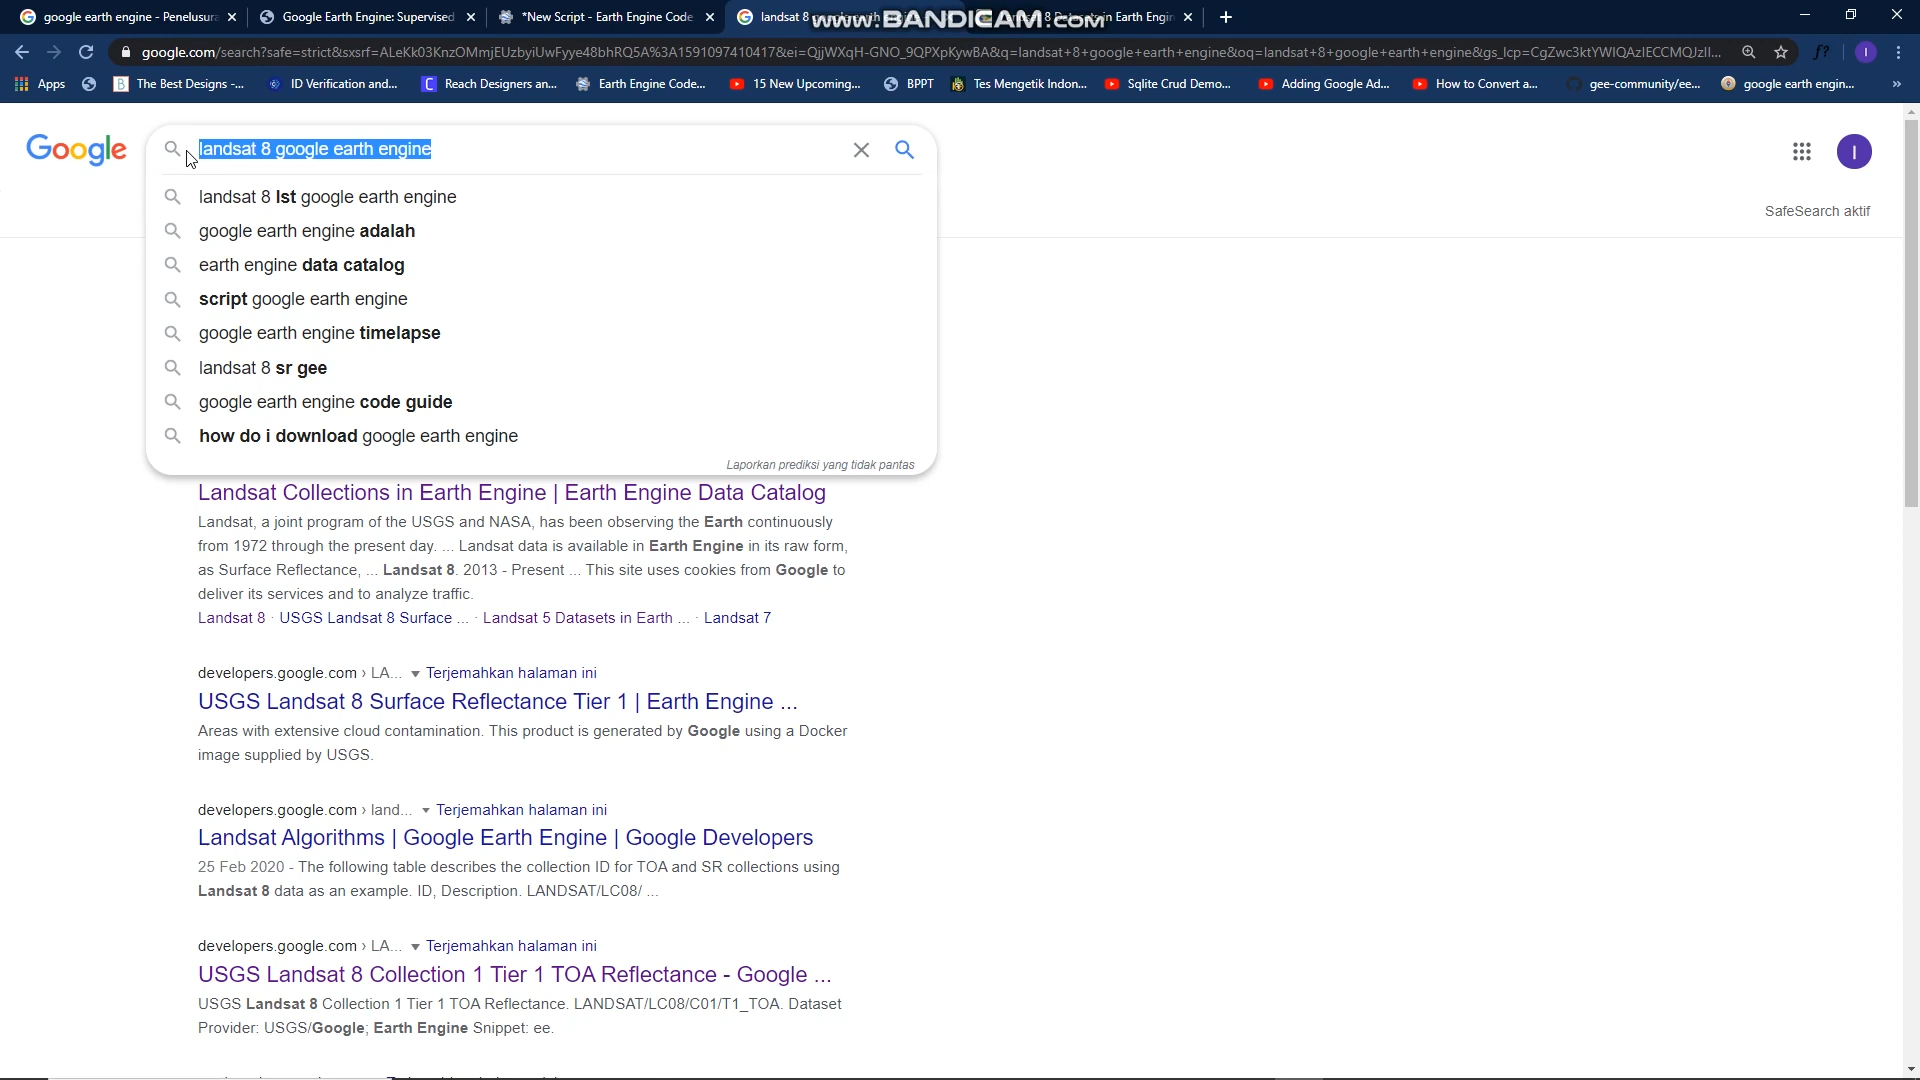 google earth engine - Penelusura
Google Earth Engine: Supervised
*New Script - Earth Engine Code
landsat 8
www.BANDICAM.com
in Earth Engin
google.com/search?safe=strict&sxsrf=ALeKk03KnzOMmjEUzbyiUwFyye48bhRQ5A%3A1591097410417&ei=QjjWXqH-GNO_9QPXpKywBA&q=landsat+8+google+earth+engine&oq=landsat+8+google+earth+engine&gs_lcp=CgZwc3ktYWIQAzIECCMQJzII...
Apps
The Best Designs -...
ID Verification and...
Reach Designers an...
Earth Engine Code...
15 New Upcoming...
BPPT
Tes Mengetik Indon...
Sqlite Crud Demo...
Adding Google Ad...
How to Convert a...
gee-community/ee...
google earth engin...
»
Google
landsat 8 google earth engine
I
landsat 8 lst google earth engine
google earth engine adalah
earth engine data catalog
script google earth engine
google earth engine timelapse
landsat 8 sr gee
google earth engine code guide
how do i download google earth engine
Laporkan prediksi yang tidak pantas
SafeSearch aktif
Landsat Collections in Earth Engine | Earth Engine Data Catalog
Landsat, a joint program of the USGS and NASA, has been observing the Earth continuously
from 1972 through the present day. ... Landsat data is available in Earth Engine in its raw form,
as Surface Reflectance, ... Landsat 8. 2013 - Present ... This site uses cookies from Google to
deliver its services and to analyze traffic.
Landsat 8 · USGS Landsat 8 Surface ... · Landsat 5 Datasets in Earth ... · Landsat 7
developers.google.com › LA... ▾ Terjemahkan halaman ini
USGS Landsat 8 Surface Reflectance Tier 1 | Earth Engine ...
Areas with extensive cloud contamination. This product is generated by Google using a Docker
image supplied by USGS.
developers.google.com › land... ▾ Terjemahkan halaman ini
Landsat Algorithms | Google Earth Engine | Google Developers
25 Feb 2020 - The following table describes the collection ID for TOA and SR collections using
Landsat 8 data as an example. ID, Description. LANDSAT/LC08/ ...
developers.google.com › LA... ▾ Terjemahkan halaman ini
USGS Landsat 8 Collection 1 Tier 1 TOA Reflectance - Google ...
USGS Landsat 8 Collection 1 Tier 1 TOA Reflectance. LANDSAT/LC08/C01/T1_TOA. Dataset
Provider: USGS/Google; Earth Engine Snippet: ee.